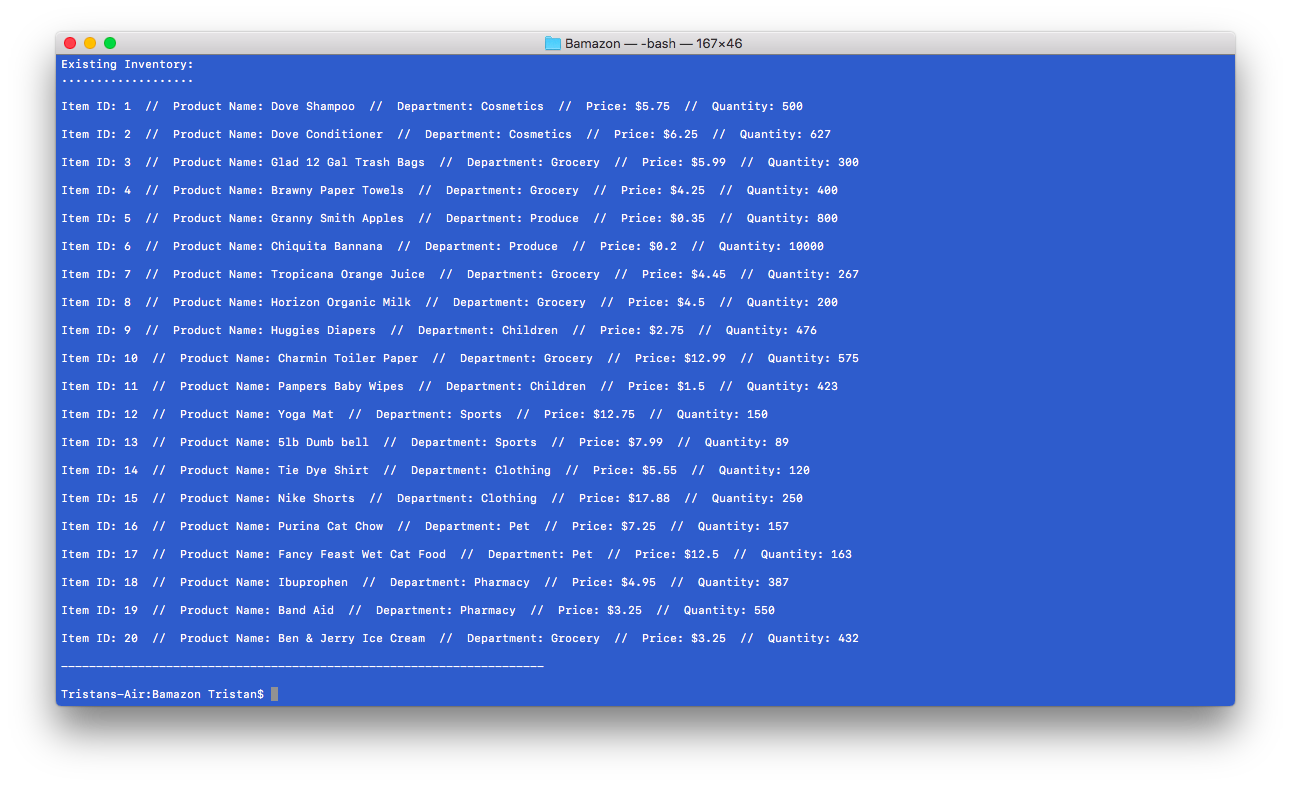 Bamazon — -bash — 167×46
Existing Inventory:
...................
Item ID: 1  //  Product Name: Dove Shampoo  //  Department: Cosmetics  //  Price: $5.75  //  Quantity: 500
Item ID: 2  //  Product Name: Dove Conditioner  //  Department: Cosmetics  //  Price: $6.25  //  Quantity: 627
Item ID: 3  //  Product Name: Glad 12 Gal Trash Bags  //  Department: Grocery  //  Price: $5.99  //  Quantity: 300
Item ID: 4  //  Product Name: Brawny Paper Towels  //  Department: Grocery  //  Price: $4.25  //  Quantity: 400
Item ID: 5  //  Product Name: Granny Smith Apples  //  Department: Produce  //  Price: $0.35  //  Quantity: 800
Item ID: 6  //  Product Name: Chiquita Bannana  //  Department: Produce  //  Price: $0.2  //  Quantity: 10000
Item ID: 7  //  Product Name: Tropicana Orange Juice  //  Department: Grocery  //  Price: $4.45  //  Quantity: 267
Item ID: 8  //  Product Name: Horizon Organic Milk  //  Department: Grocery  //  Price: $4.5  //  Quantity: 200
Item ID: 9  //  Product Name: Huggies Diapers  //  Department: Children  //  Price: $2.75  //  Quantity: 476
Item ID: 10  //  Product Name: Charmin Toiler Paper  //  Department: Grocery  //  Price: $12.99  //  Quantity: 575
Item ID: 11  //  Product Name: Pampers Baby Wipes  //  Department: Children  //  Price: $1.5  //  Quantity: 423
Item ID: 12  //  Product Name: Yoga Mat  //  Department: Sports  //  Price: $12.75  //  Quantity: 150
Item ID: 13  //  Product Name: 5lb Dumb bell  //  Department: Sports  //  Price: $7.99  //  Quantity: 89
Item ID: 14  //  Product Name: Tie Dye Shirt  //  Department: Clothing  //  Price: $5.55  //  Quantity: 120
Item ID: 15  //  Product Name: Nike Shorts  //  Department: Clothing  //  Price: $17.88  //  Quantity: 250
Item ID: 16  //  Product Name: Purina Cat Chow  //  Department: Pet  //  Price: $7.25  //  Quantity: 157
Item ID: 17  //  Product Name: Fancy Feast Wet Cat Food  //  Department: Pet  //  Price: $12.5  //  Quantity: 163
Item ID: 18  //  Product Name: Ibuprophen  //  Department: Pharmacy  //  Price: $4.95  //  Quantity: 387
Item ID: 19  //  Product Name: Band Aid  //  Department: Pharmacy  //  Price: $3.25  //  Quantity: 550
Item ID: 20  //  Product Name: Ben & Jerry Ice Cream  //  Department: Grocery  //  Price: $3.25  //  Quantity: 432
---------------------------------------------------------------------
Tristans-Air:Bamazon Tristan$